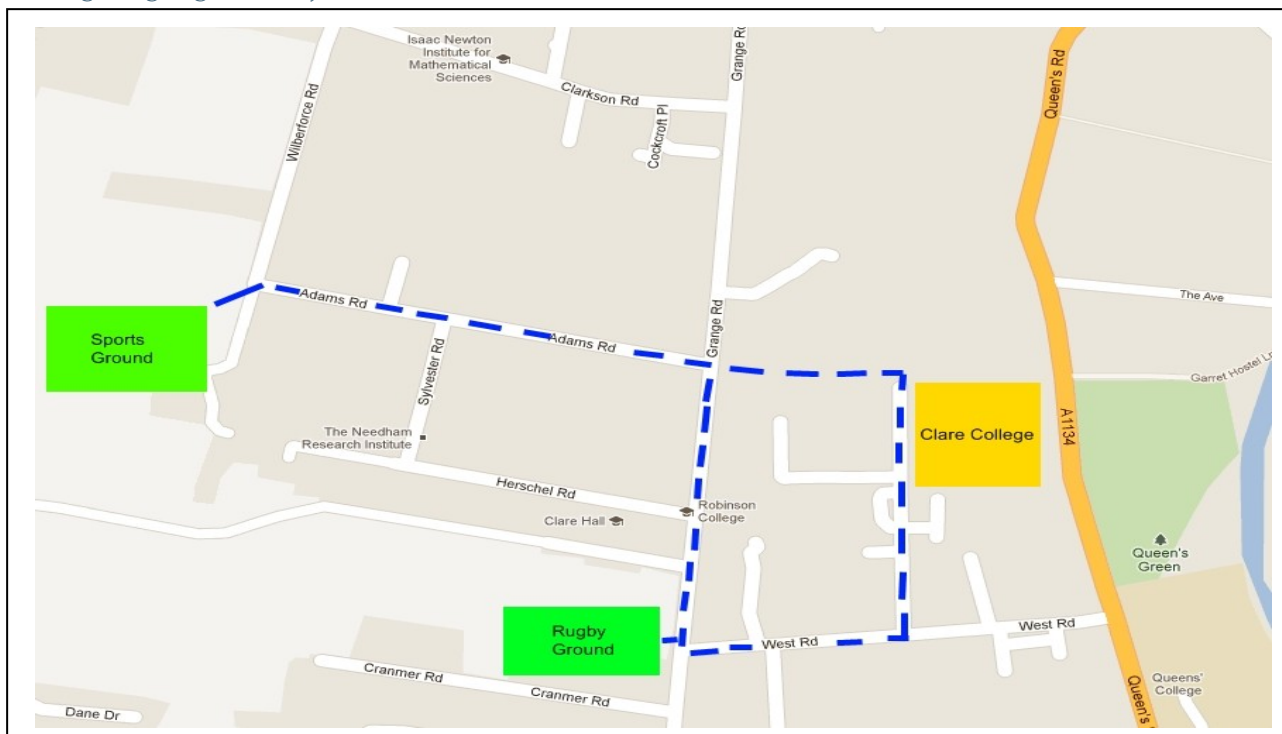 Isaac Newton
Institute for
Mathematical
Sciences
Clarkson Rd
Cockcroft Pl
Wilberforce Rd
Grange Rd
Queen's Rd
Adams Rd
Adams Rd
Grange Rd
The Ave
Sports
Ground
Sylvester Rd
Garret Hostel Ln
Clare College
A1134
The Needham
Research Institute
Herschel Rd
Robinson
College
Clare Hall
Queen's
Green
Rugby
Ground
West Rd
West Rd
Cranmer Rd
Cranmer Rd
Dane Dr
Queens'
College
Queen's